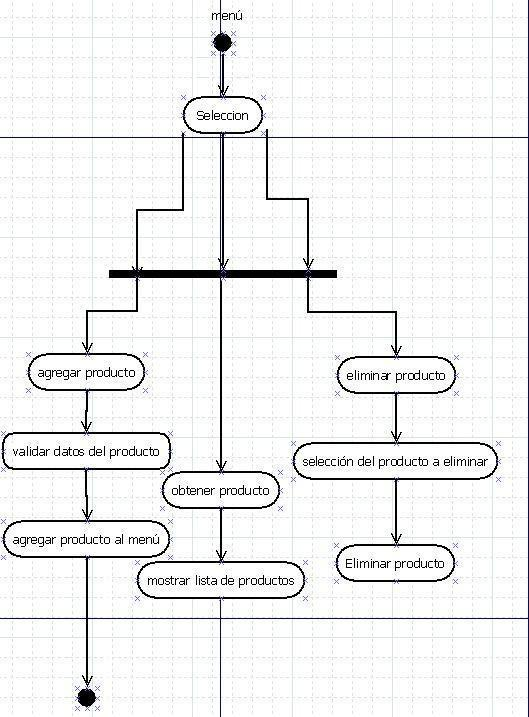 menú
Seleccion
agregar producto
validar datos del producto
agregar producto al menú
obtener producto
mostrar lista de productos
eliminar producto
selección del producto a eliminar
Eliminar producto